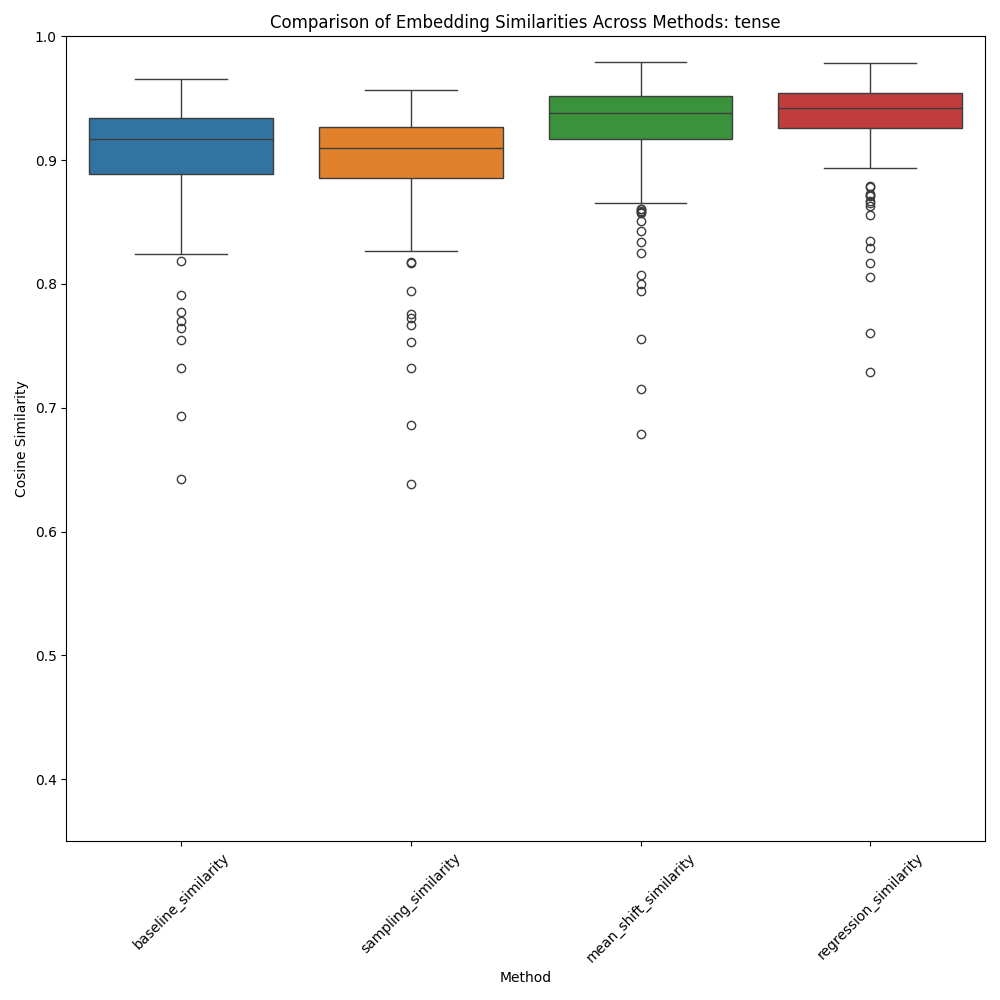 Comparison of Embedding Similarities Across Methods: tense
1.0
0.9
0.8
0.7
0.6
0.5
0.4
Cosine Similarity
baseline_similarity
sampling_similarity
mean_shift_similarity
regression_similarity
Method